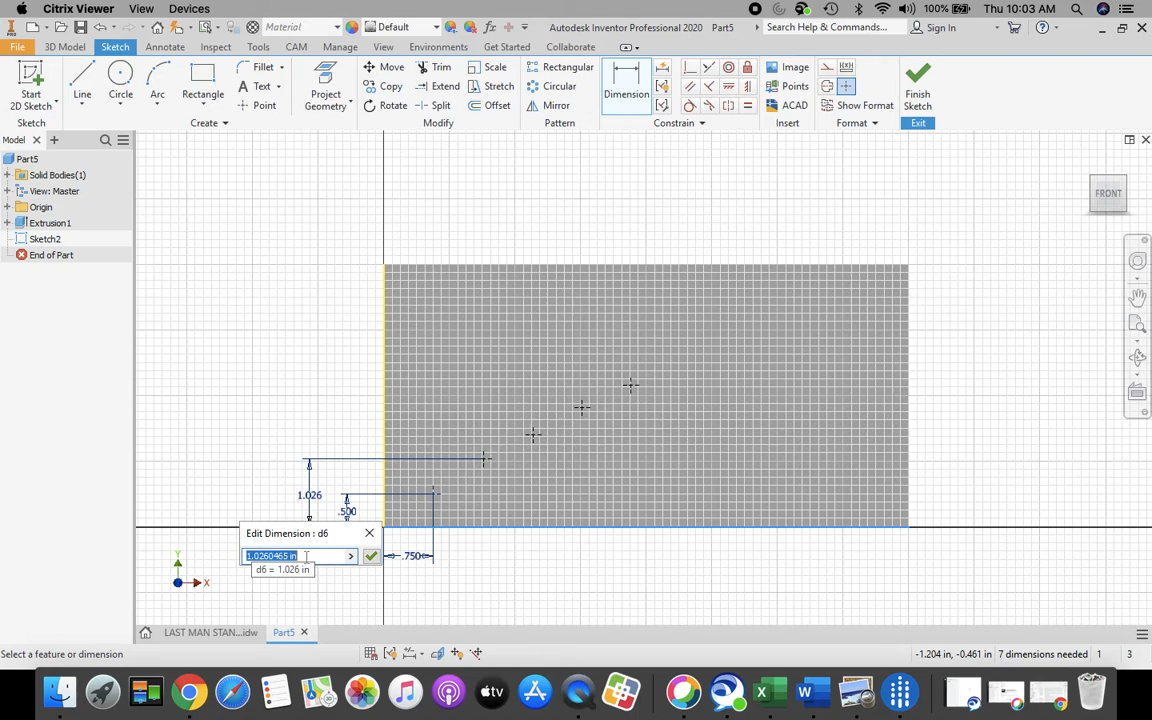 Citrix Viewer View Devices 100% Thu 10:03 AM
Material Default Autodesk Inventor Professional 2020 Part5 Search Help & Commands... Sign In
File 3D Model Sketch Annotate Inspect Tools CAM Manage View Environments Get Started Collaborate
Start 2D Sketch
Line
Circle
Arc
Rectangle
Fillet
Text
Point
Project Geometry
Move
Copy
Rotate
Trim
Extend
Split
Scale
Stretch
Offset
Rectangular
Circular
Mirror
Dimension
Image
Points
ACAD
Show Format
Finish Sketch
Sketch Create Modify Pattern Constrain Insert Format Exit
Model
Part5
Solid Bodies(1)
View: Master
Origin
Extrusion1
Sketch2
End of Part
FRONT
1.026
.500
.750
Edit Dimension : d6
1.0260465 in
d6 = 1.026 in
Y
X
LAST MAN STAN...idw Part5
Select a feature or dimension -1.204 in, -0.461 in 7 dimensions needed 1 3
tv
X
W